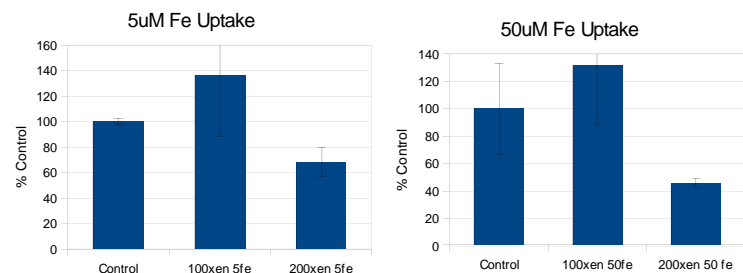 5uM Fe Uptake
% Control
160
140
120
100
80
60
40
20
0
Control 100xen 5fe 200xen 5fe
50uM Fe Uptake
% Control
140
120
100
80
60
40
20
0
Control 100xen 50fe 200xen 50 fe